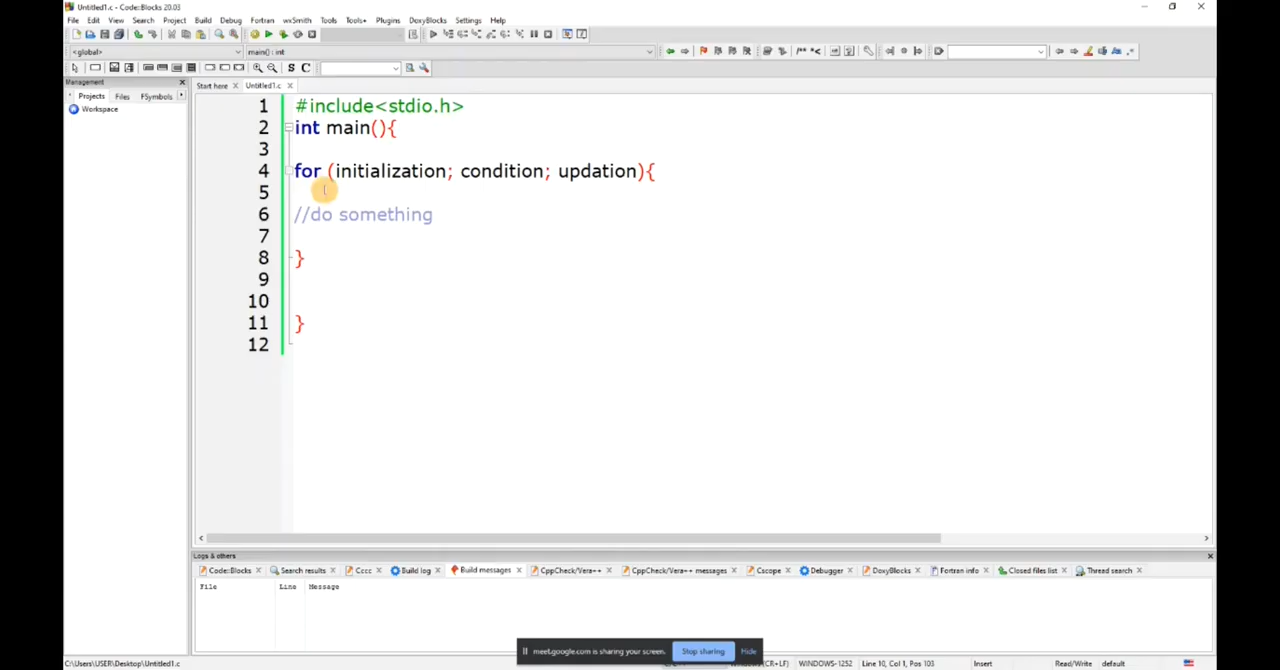 Untitled1.c - Code::Blocks 20.03
File Edit View Search Project Build Debug Fortran wxSmith Tools Tools+ Plugins DoxyBlocks Settings Help
<global> main() : int
S C
Management
Projects Files FSymbols
Workspace
Start here Untitled1.c
1 #include<stdio.h>
2 int main(){
3
4 for (initialization; condition; updation){
5
6 //do something
7
8 }
9
10
11 }
12
Logs & others
Code::Blocks Search results Cccc Build log Build messages CppCheck/Vera++ CppCheck/Vera++ messages Cscope Debugger DoxyBlocks Fortran info Closed files list Thread search
File Line Message
meet.google.com is sharing your screen. Stop sharing Hide
C:\Users\USER\Desktop\Untitled1.c (CR+LF) WINDOWS-1252 Line 10, Col 1, Pos 103 Insert Read/Write default